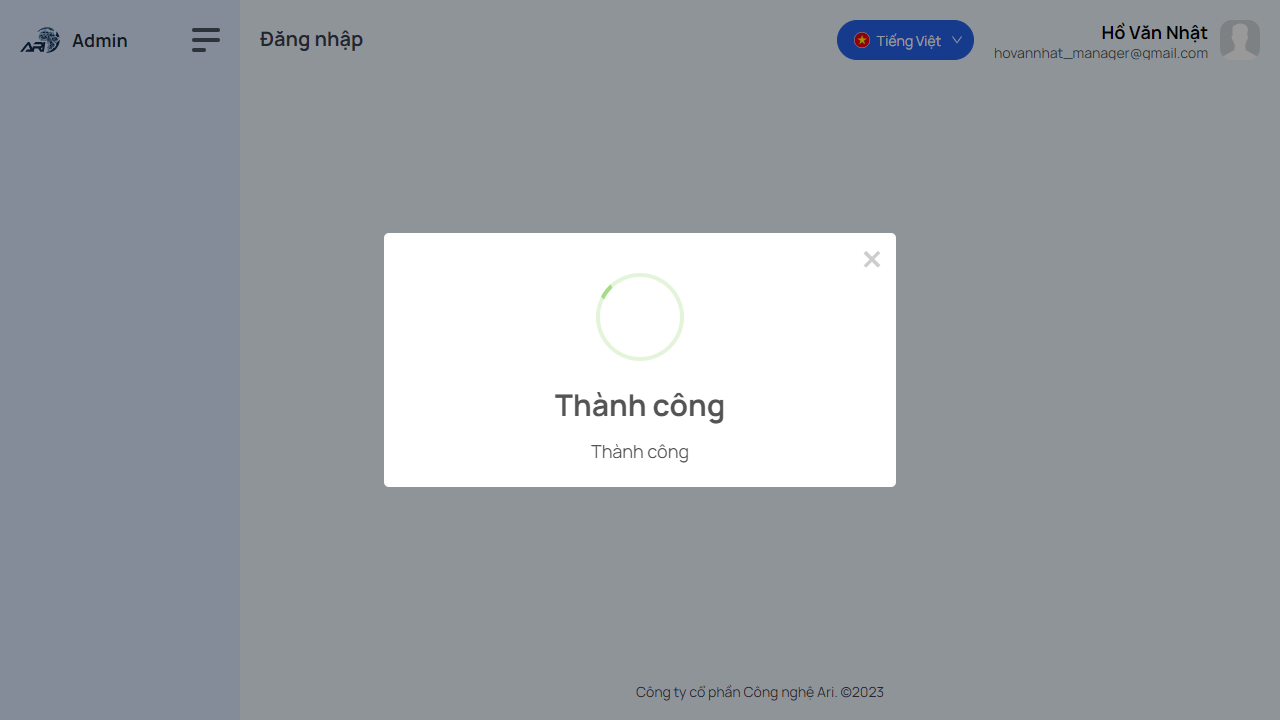 ARI
Admin
Đăng nhập
Tiếng Việt
Hồ Văn Nhật
hovannhat_manager@gmail.com
Thành công
Thành công
Công ty cổ phần Công nghệ Ari. ©2023